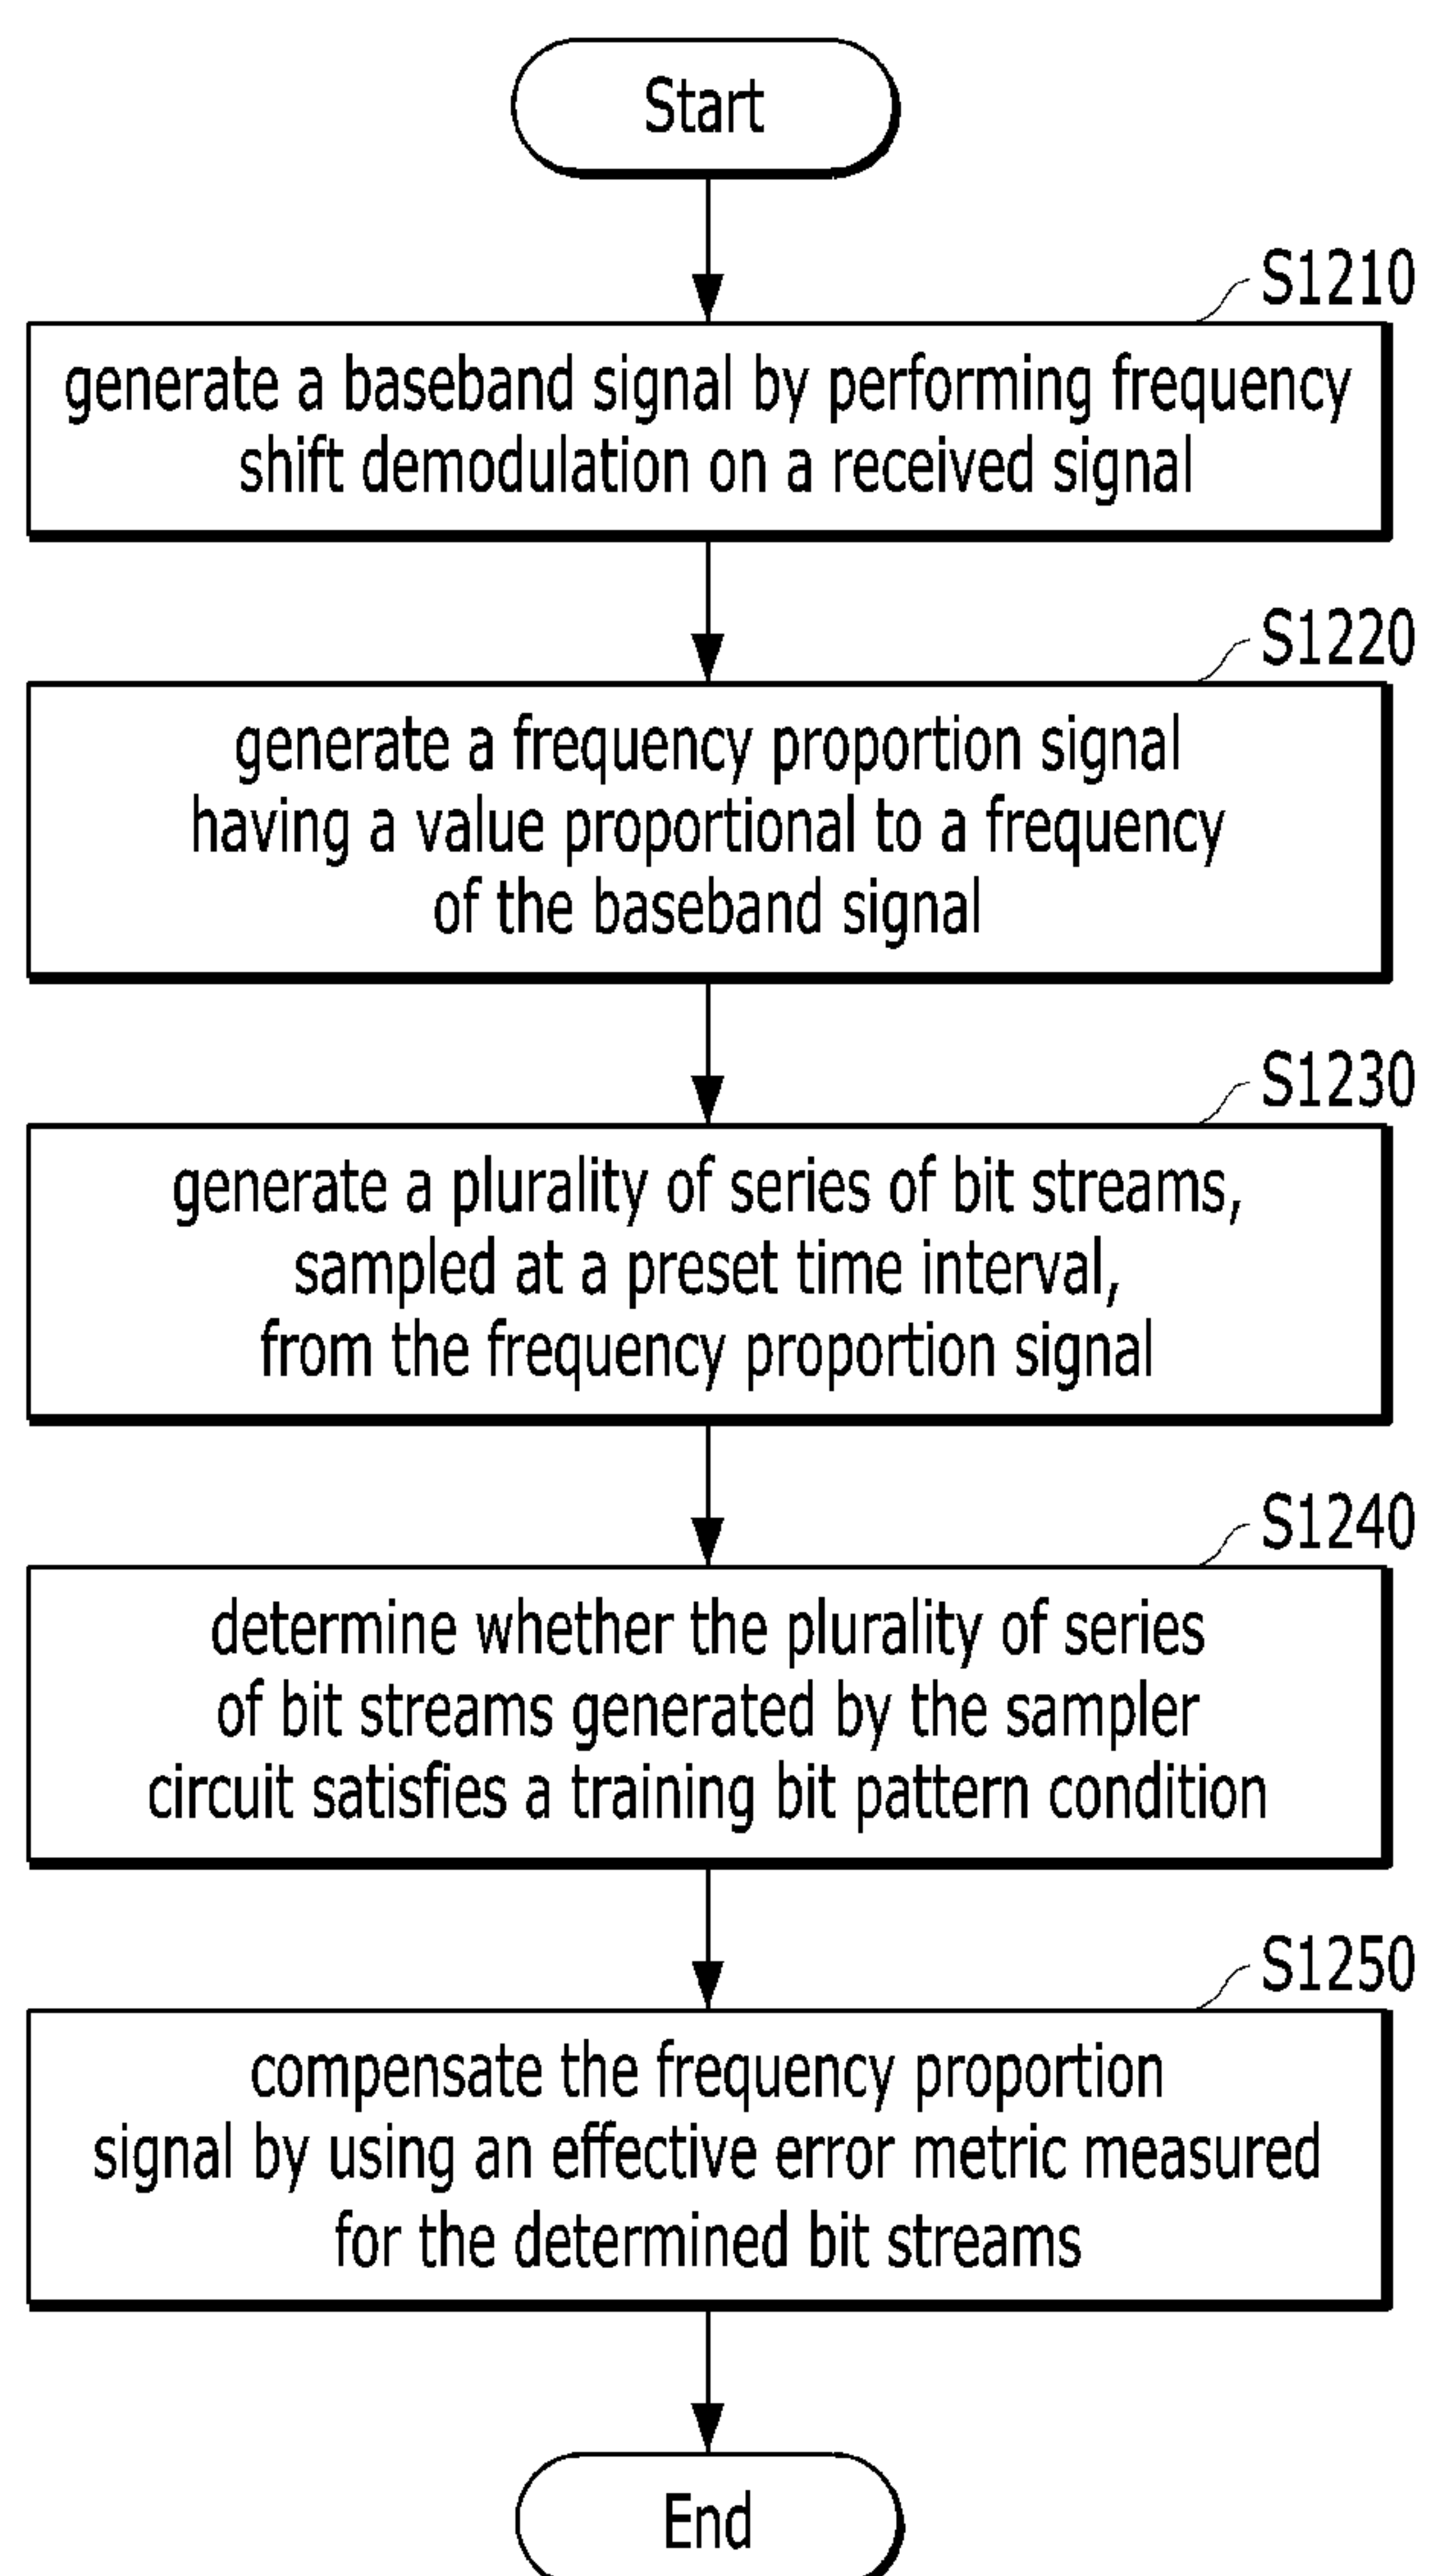 Start
S1210
generate a baseband signal by performing frequency
shift demodulation on a received signal
S1220
generate a frequency proportion signal
having a value proportional to a frequency
of the baseband signal
S1230
generate a plurality of series of bit streams,
sampled at a preset time interval,
from the frequency proportion signal
S1240
determine whether the plurality of series
of bit streams generated by the sampler
circuit satisfies a training bit pattern condition
S1250
compensate the frequency proportion
signal by using an effective error metric measured
for the determined bit streams
End